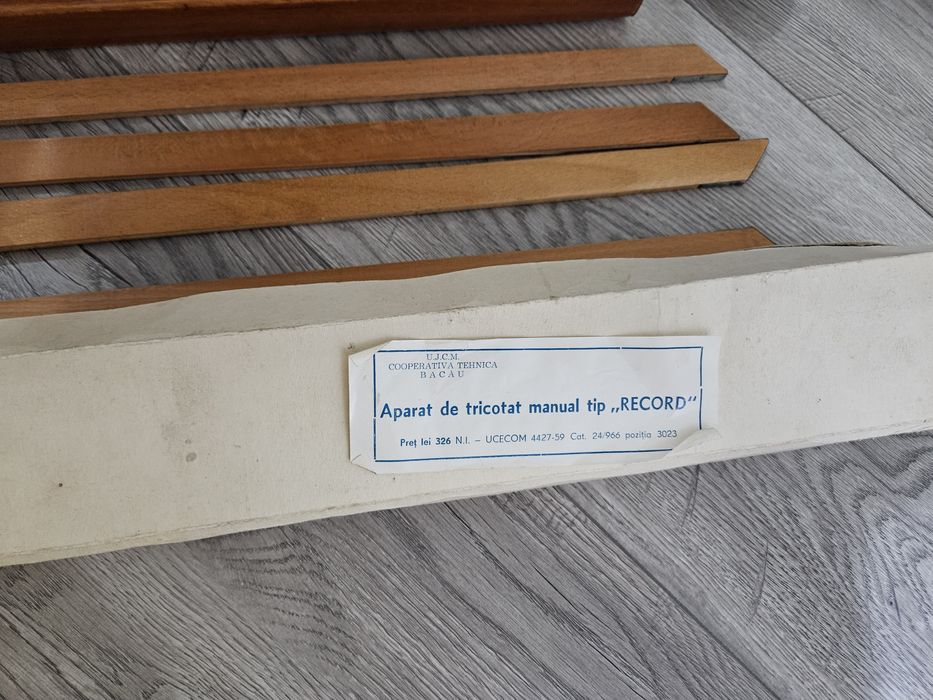 U.J.C.M.
COOPERATIVA TEHNICA
BACĂU
Aparat de tricotat manual tip „RECORD“
Preț lei 326 N.I. – UCECOM 4427-59 Cat. 24/966 poziția 3023